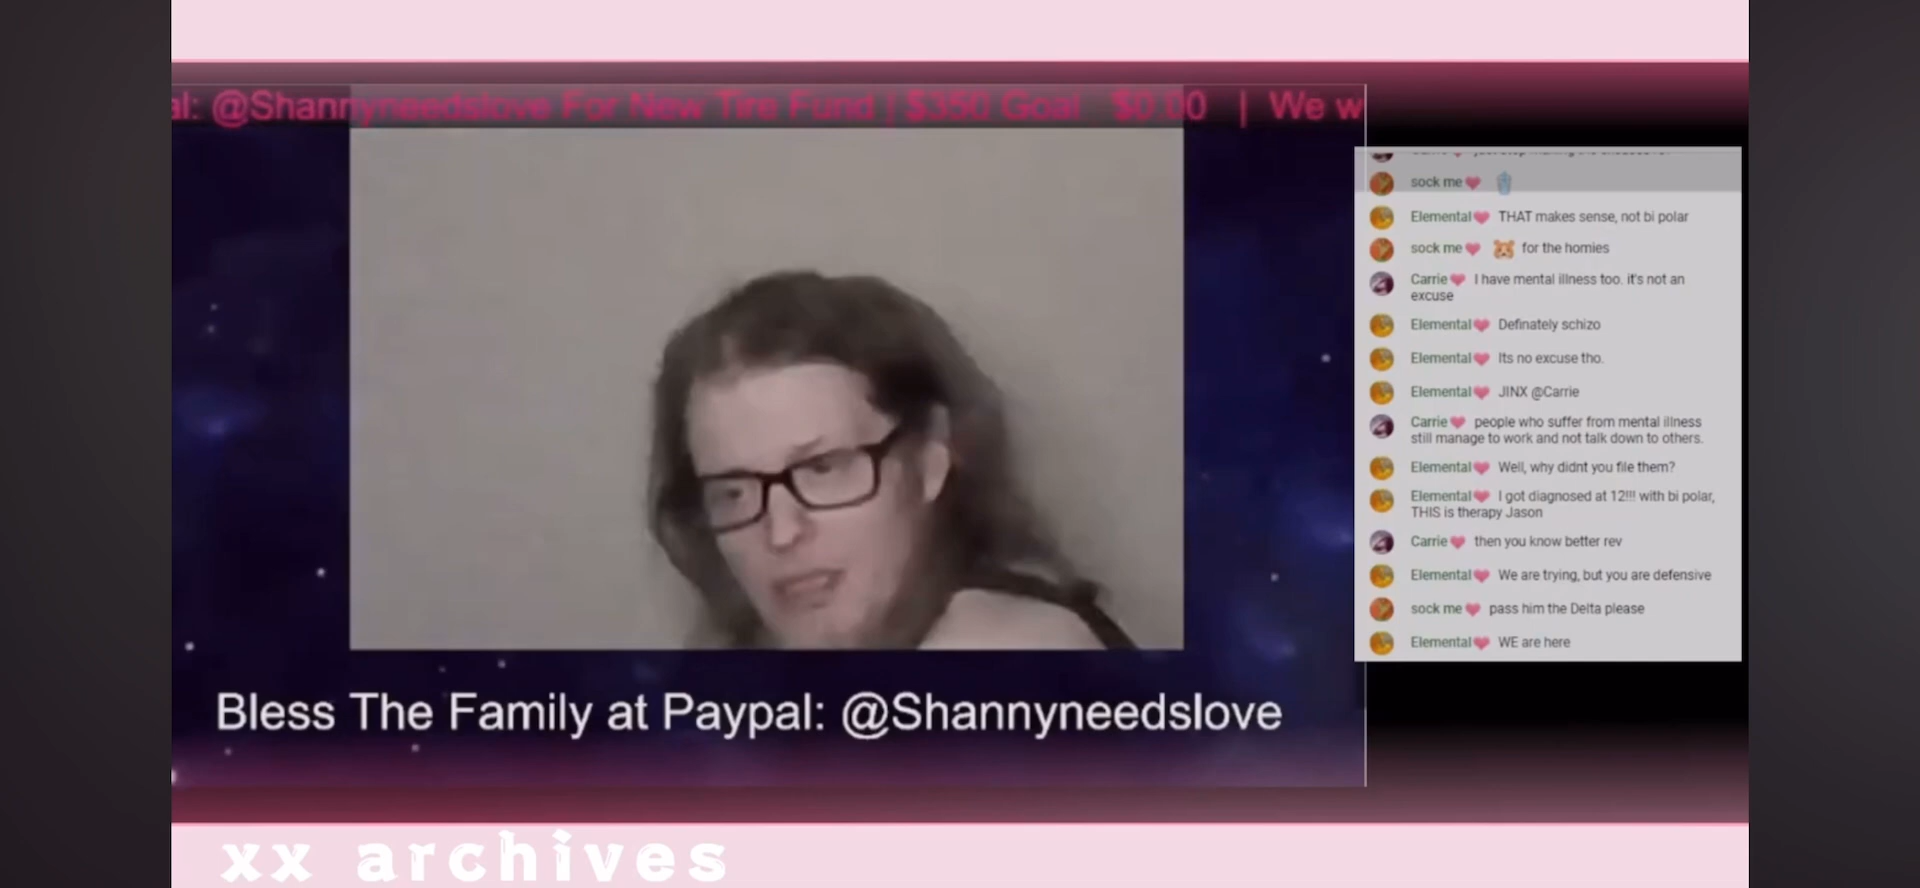 al: @Shannyneedslove For New Tire Fund | $350 Goal $0.00 | We w
sock me
Elemental THAT makes sense, not bi polar
sock me for the homies
Carrie I have mental illness too. it's not an
excuse
Elemental Definately schizo
Elemental Its no excuse tho.
Elemental JINX @Carrie
Carrie people who suffer from mental illness
still manage to work and not talk down to others.
Elemental Well, why didnt you file them?
Elemental I got diagnosed at 12!!! with bi polar,
THIS is therapy Jason
Carrie then you know better rev
Elemental We are trying, but you are defensive
sock me pass him the Delta please
Elemental WE are here
Bless The Family at Paypal: @Shannyneedslove
xx archives